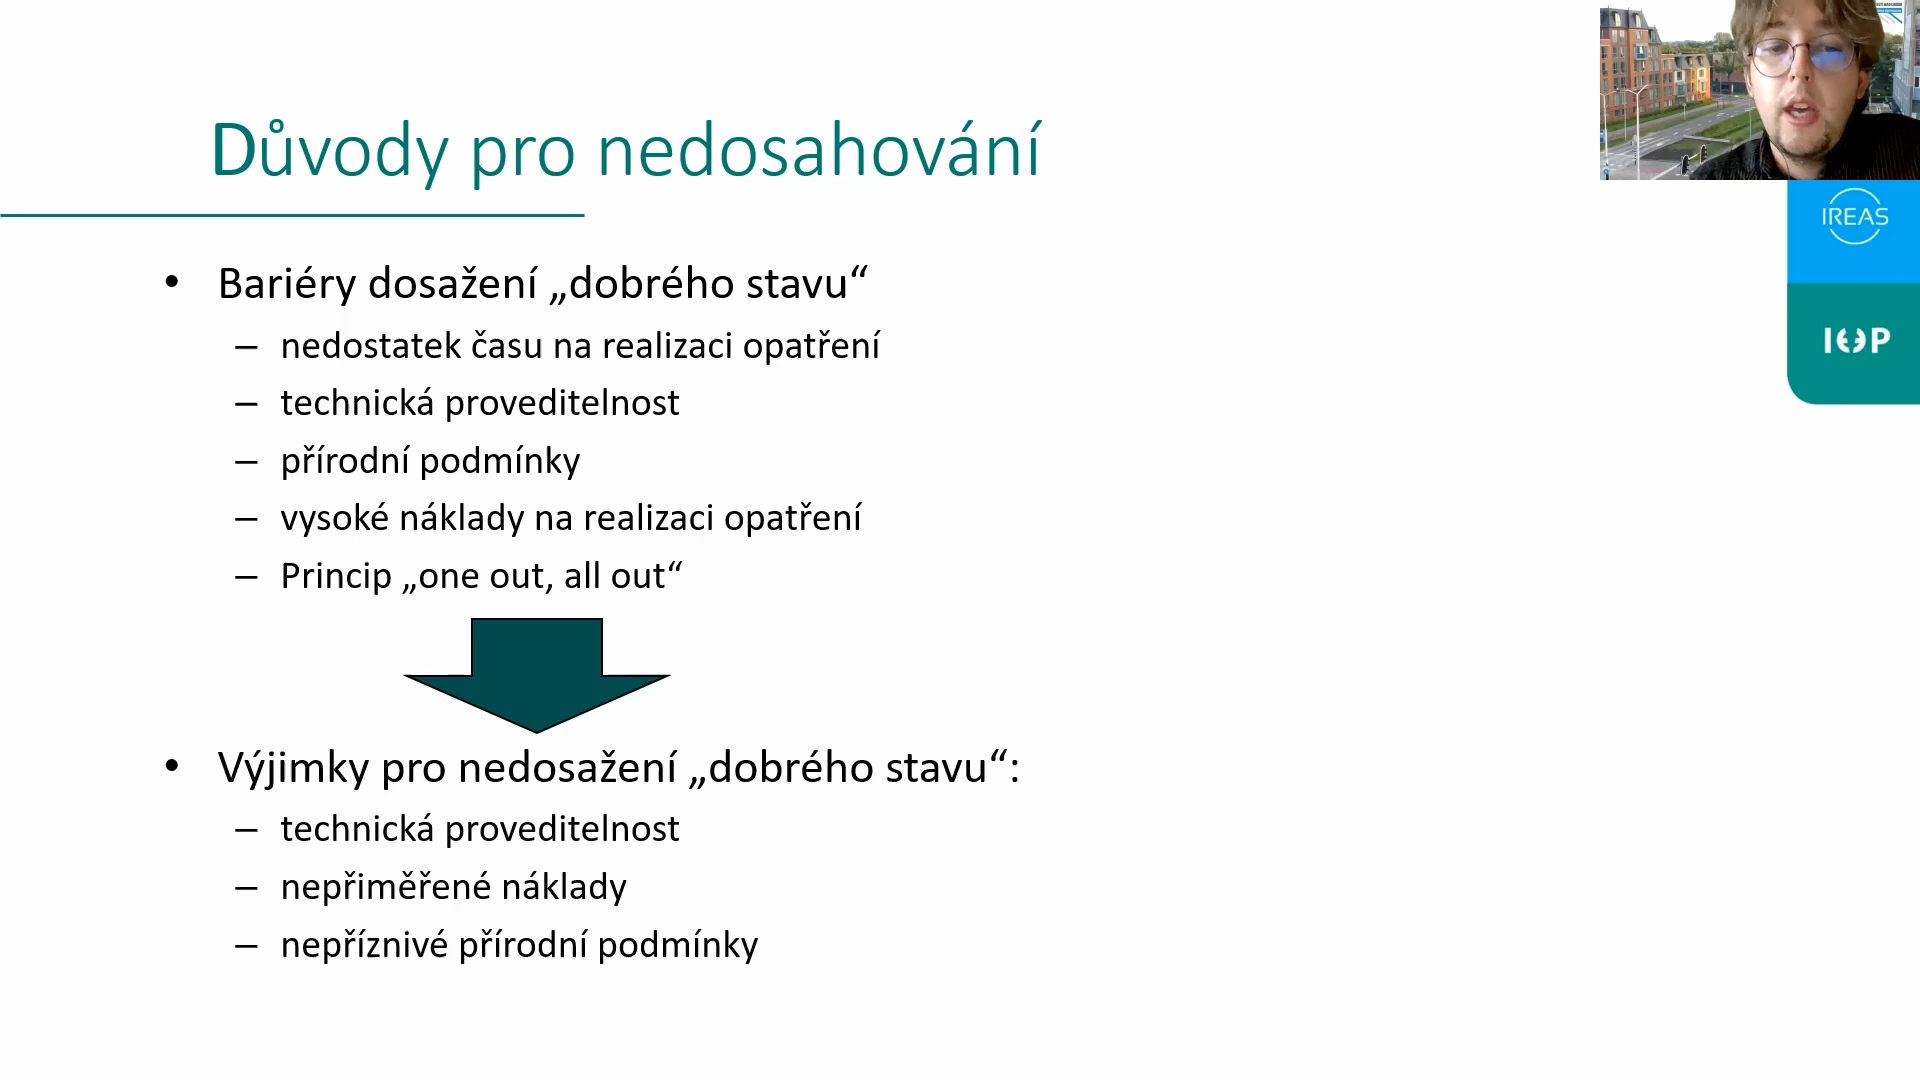 Důvody pro nedosahování
IREAS
• Bariéry dosažení „dobrého stavu“
– nedostatek času na realizaci opatření
– technická proveditelnost
– přírodní podmínky
– vysoké náklady na realizaci opatření
– Princip „one out, all out“
• Výjimky pro nedosažení „dobrého stavu“:
– technická proveditelnost
– nepřiměřené náklady
– nepříznivé přírodní podmínky